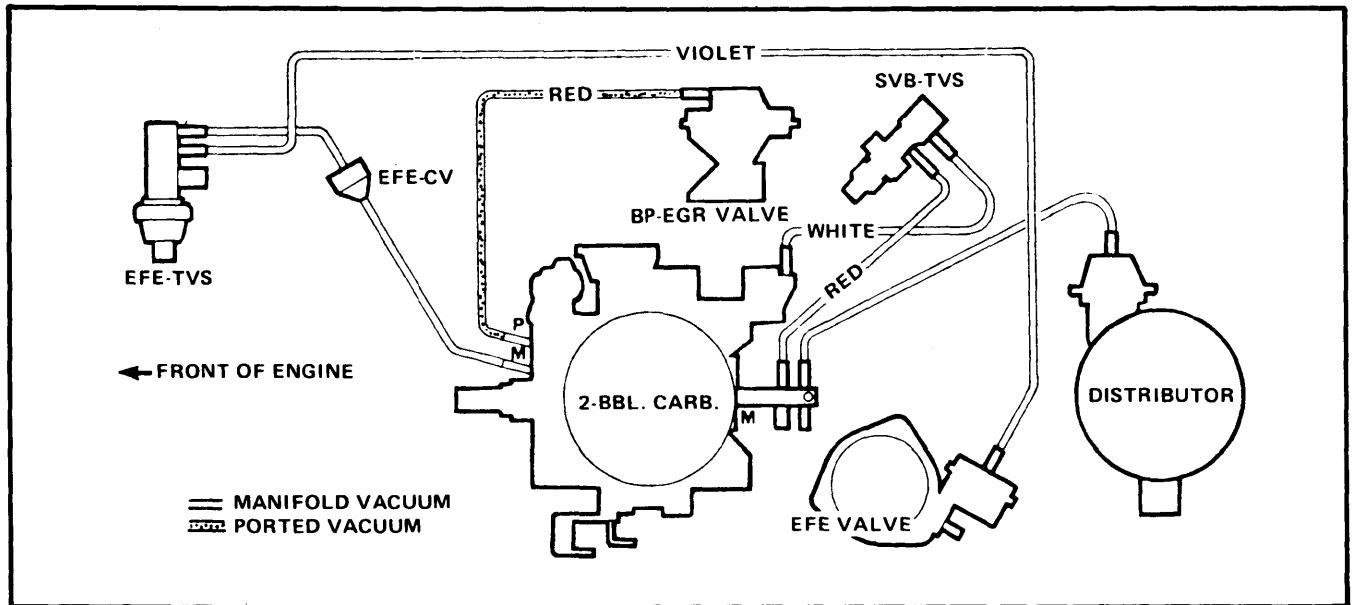 VIOLET
RED
SVB-TVS
EFE-CV
BP-EGR VALVE
WHITE
EFE-TVS
RED
P
M
FRONT OF ENGINE
2-BBL. CARB.
M
DISTRIBUTOR
MANIFOLD VACUUM
PORTED VACUUM
EFE VALVE